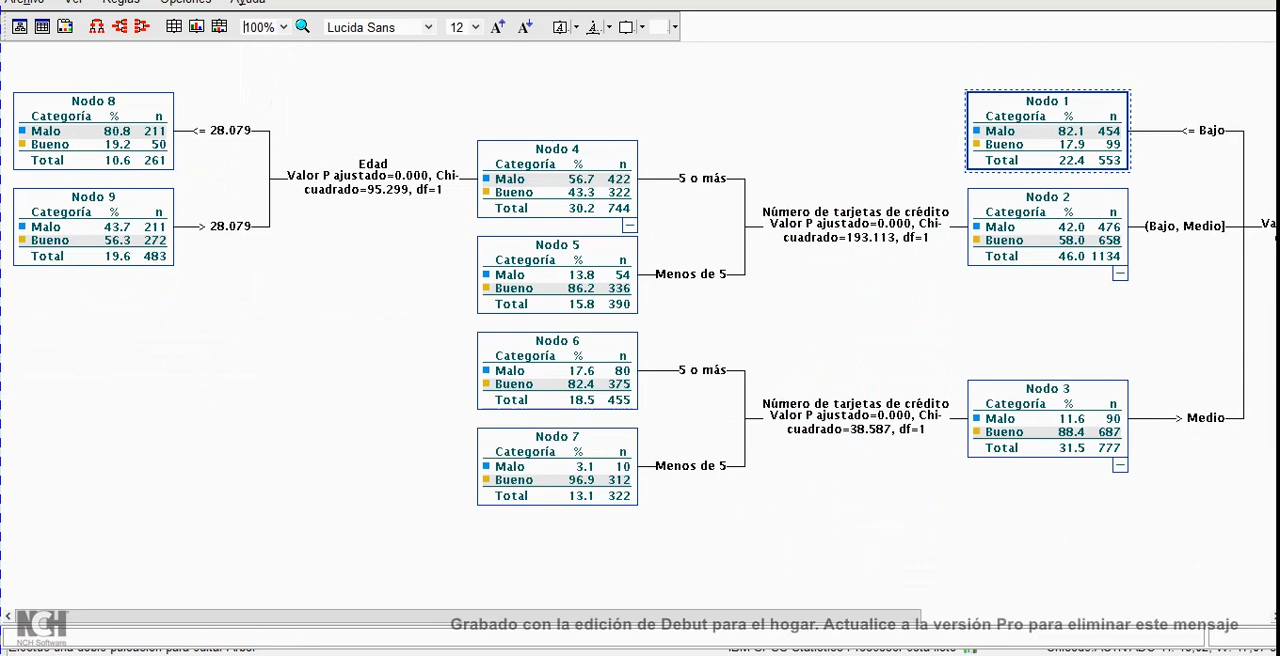 Archivo Ver Reglas Opciones Ayuda
100% Lucida Sans 12 A A
Nodo 8
Categoría % n
Malo 80.8 211
Bueno 19.2 50
Total 10.6 261
<= 28.079
Nodo 9
Categoría % n
Malo 43.7 211
Bueno 56.3 272
Total 19.6 483
> 28.079
Edad
Valor P ajustado=0.000, Chi-
cuadrado=95.299, df=1
Nodo 4
Categoría % n
Malo 56.7 422
Bueno 43.3 322
Total 30.2 744
5 o más
Nodo 5
Categoría % n
Malo 13.8 54
Bueno 86.2 336
Total 15.8 390
Menos de 5
Número de tarjetas de crédito
Valor P ajustado=0.000, Chi-
cuadrado=193.113, df=1
Nodo 6
Categoría % n
Malo 17.6 80
Bueno 82.4 375
Total 18.5 455
5 o más
Nodo 7
Categoría % n
Malo 3.1 10
Bueno 96.9 312
Total 13.1 322
Menos de 5
Número de tarjetas de crédito
Valor P ajustado=0.000, Chi-
cuadrado=38.587, df=1
Nodo 1
Categoría % n
Malo 82.1 454
Bueno 17.9 99
Total 22.4 553
<= Bajo
Nodo 2
Categoría % n
Malo 42.0 476
Bueno 58.0 658
Total 46.0 1134
(Bajo, Medio]
Va
Nodo 3
Categoría % n
Malo 11.6 90
Bueno 88.4 687
Total 31.5 777
> Medio
NCH
NCH Software
Grabado con la edición de Debut para el hogar. Actualice a la versión Pro para eliminar este mensaje